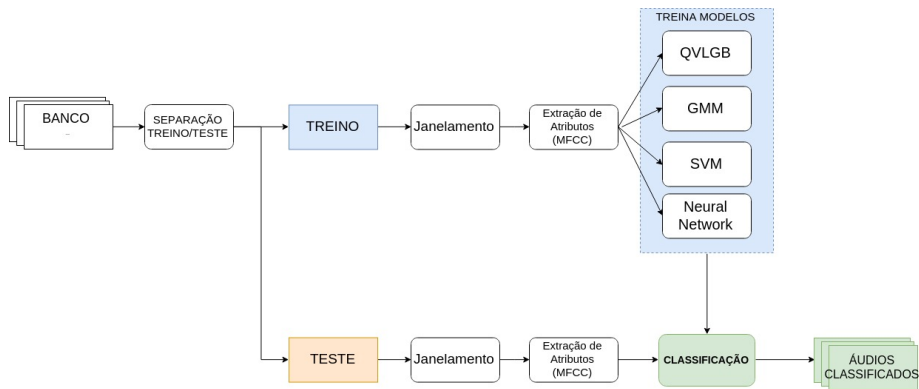 TREINA MODELOS
QVLGB
GMM
SVM
Neural
Network
BANCO
..
SEPARAÇÃO
TREINO/TESTE
TREINO
Janelamento
Extração de
Atributos
(MFCC)
TESTE
Janelamento
Extração de
Atributos
(MFCC)
CLASSIFICAÇÃO
ÁUDIOS
CLASSIFICADOS